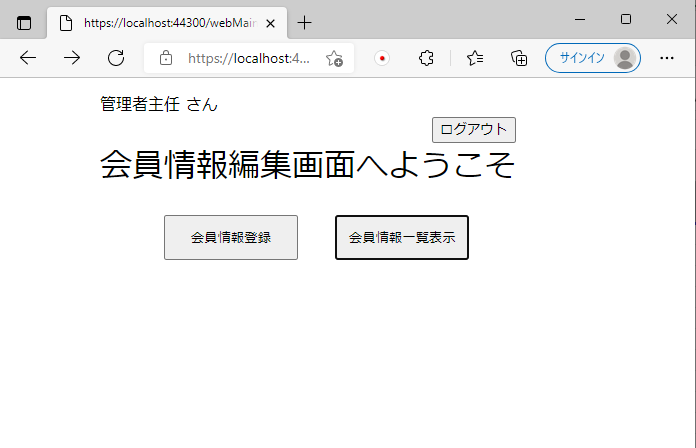 https://localhost:44300/webMain
https://localhost:4...
サインイン
管理者主任 さん
ログアウト
会員情報編集画面へようこそ
会員情報登録
会員情報一覧表示